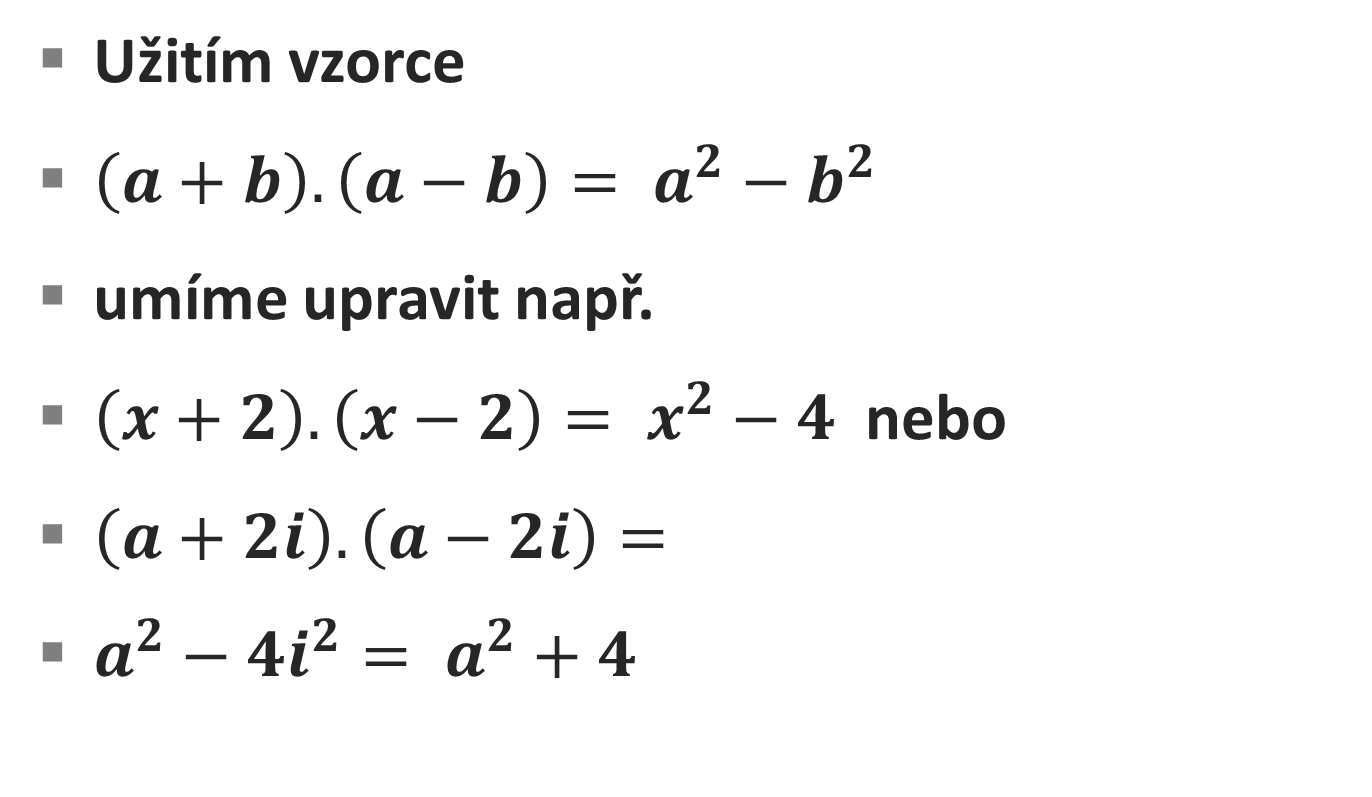 ▪ Užitím vzorce
▪ (a + b).(a − b) = a² − b²
▪ umíme upravit např.
▪ (x + 2).(x − 2) = x² − 4 nebo
▪ (a + 2i).(a − 2i) =
▪ a² − 4i² = a² + 4